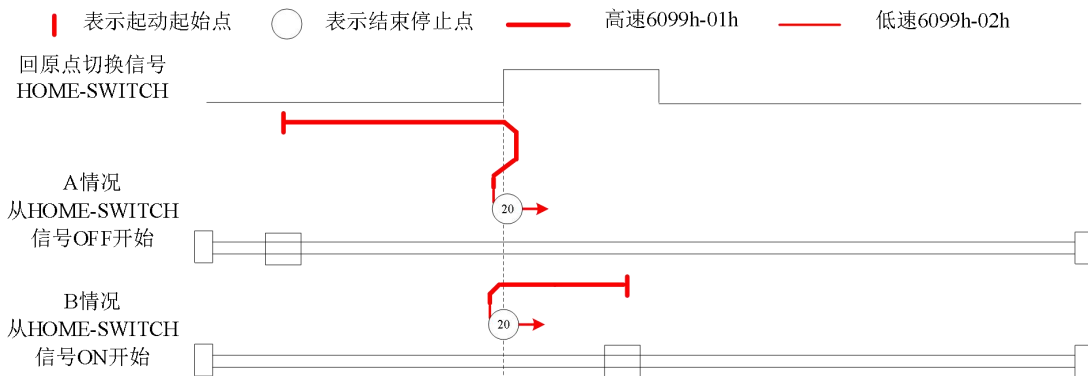 表示起动起始点 表示结束停止点 高速6099h-01h 低速6099h-02h
回原点切换信号
HOME-SWITCH
A情况
从HOME-SWITCH
信号OFF开始
20
B情况
从HOME-SWITCH
信号ON开始
20